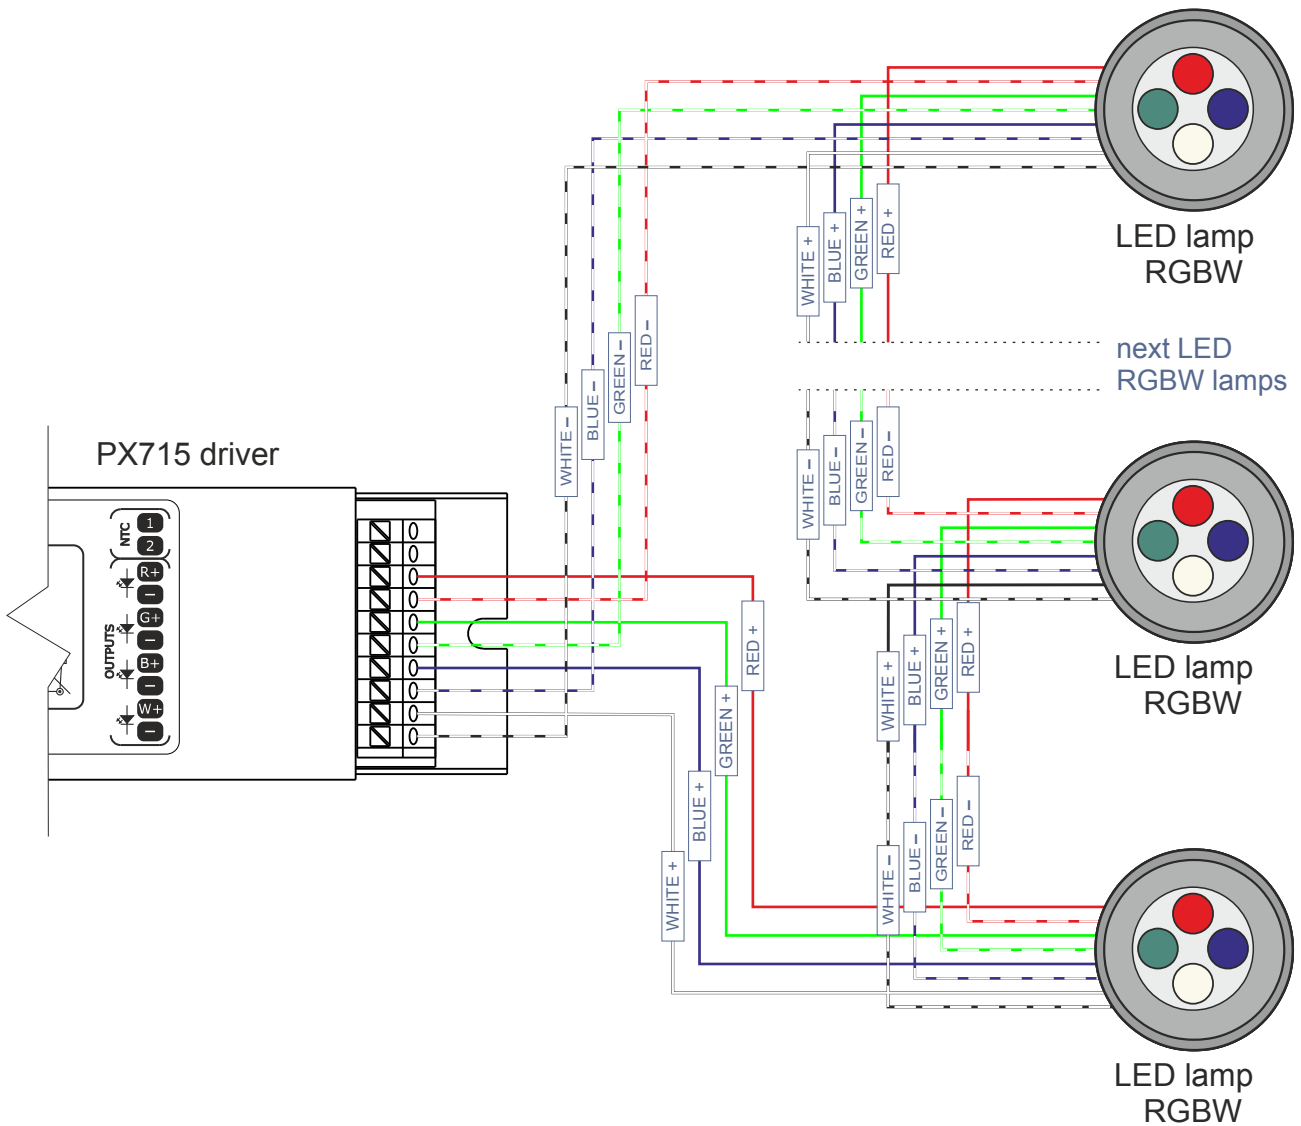 LED lamp
RGBW
WHITE +
BLUE +
GREEN +
RED +
next LED
RGBW lamps
WHITE –
BLUE –
GREEN –
RED –
WHITE –
BLUE –
GREEN –
RED –
PX715 driver
NTC
1
2
OUTPUTS
R+
–
G+
–
B+
–
W+
–
LED lamp
RGBW
RED +
GREEN +
BLUE +
WHITE +
WHITE +
BLUE +
GREEN +
RED +
WHITE –
BLUE –
GREEN –
RED –
LED lamp
RGBW